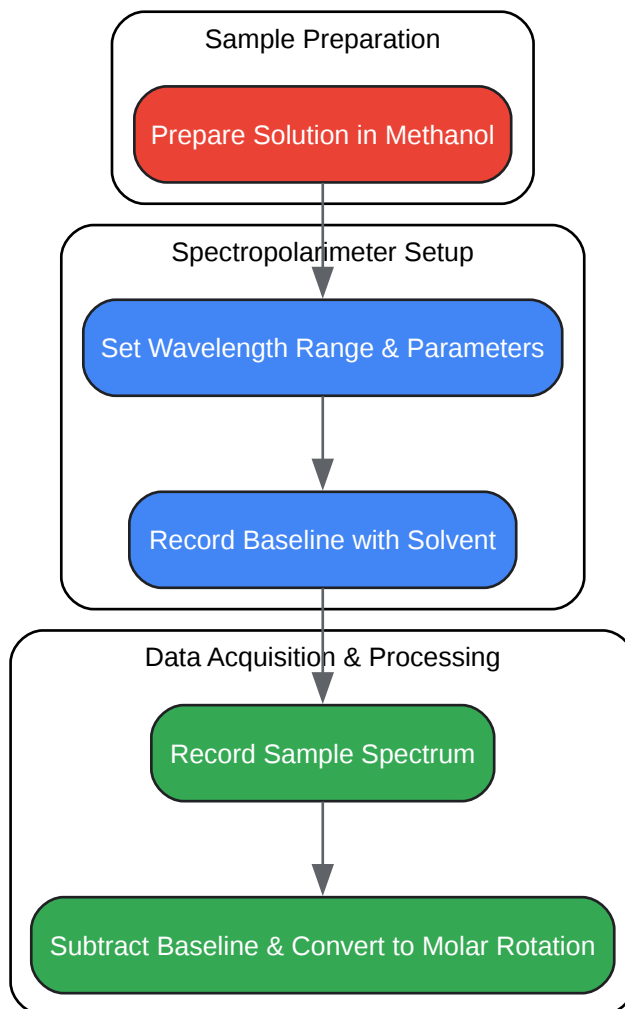 Sample Preparation
Prepare Solution in Methanol
Spectropolarimeter Setup
Set Wavelength Range & Parameters
Record Baseline with Solvent
Data Acquisition & Processing
Record Sample Spectrum
Subtract Baseline & Convert to Molar Rotation